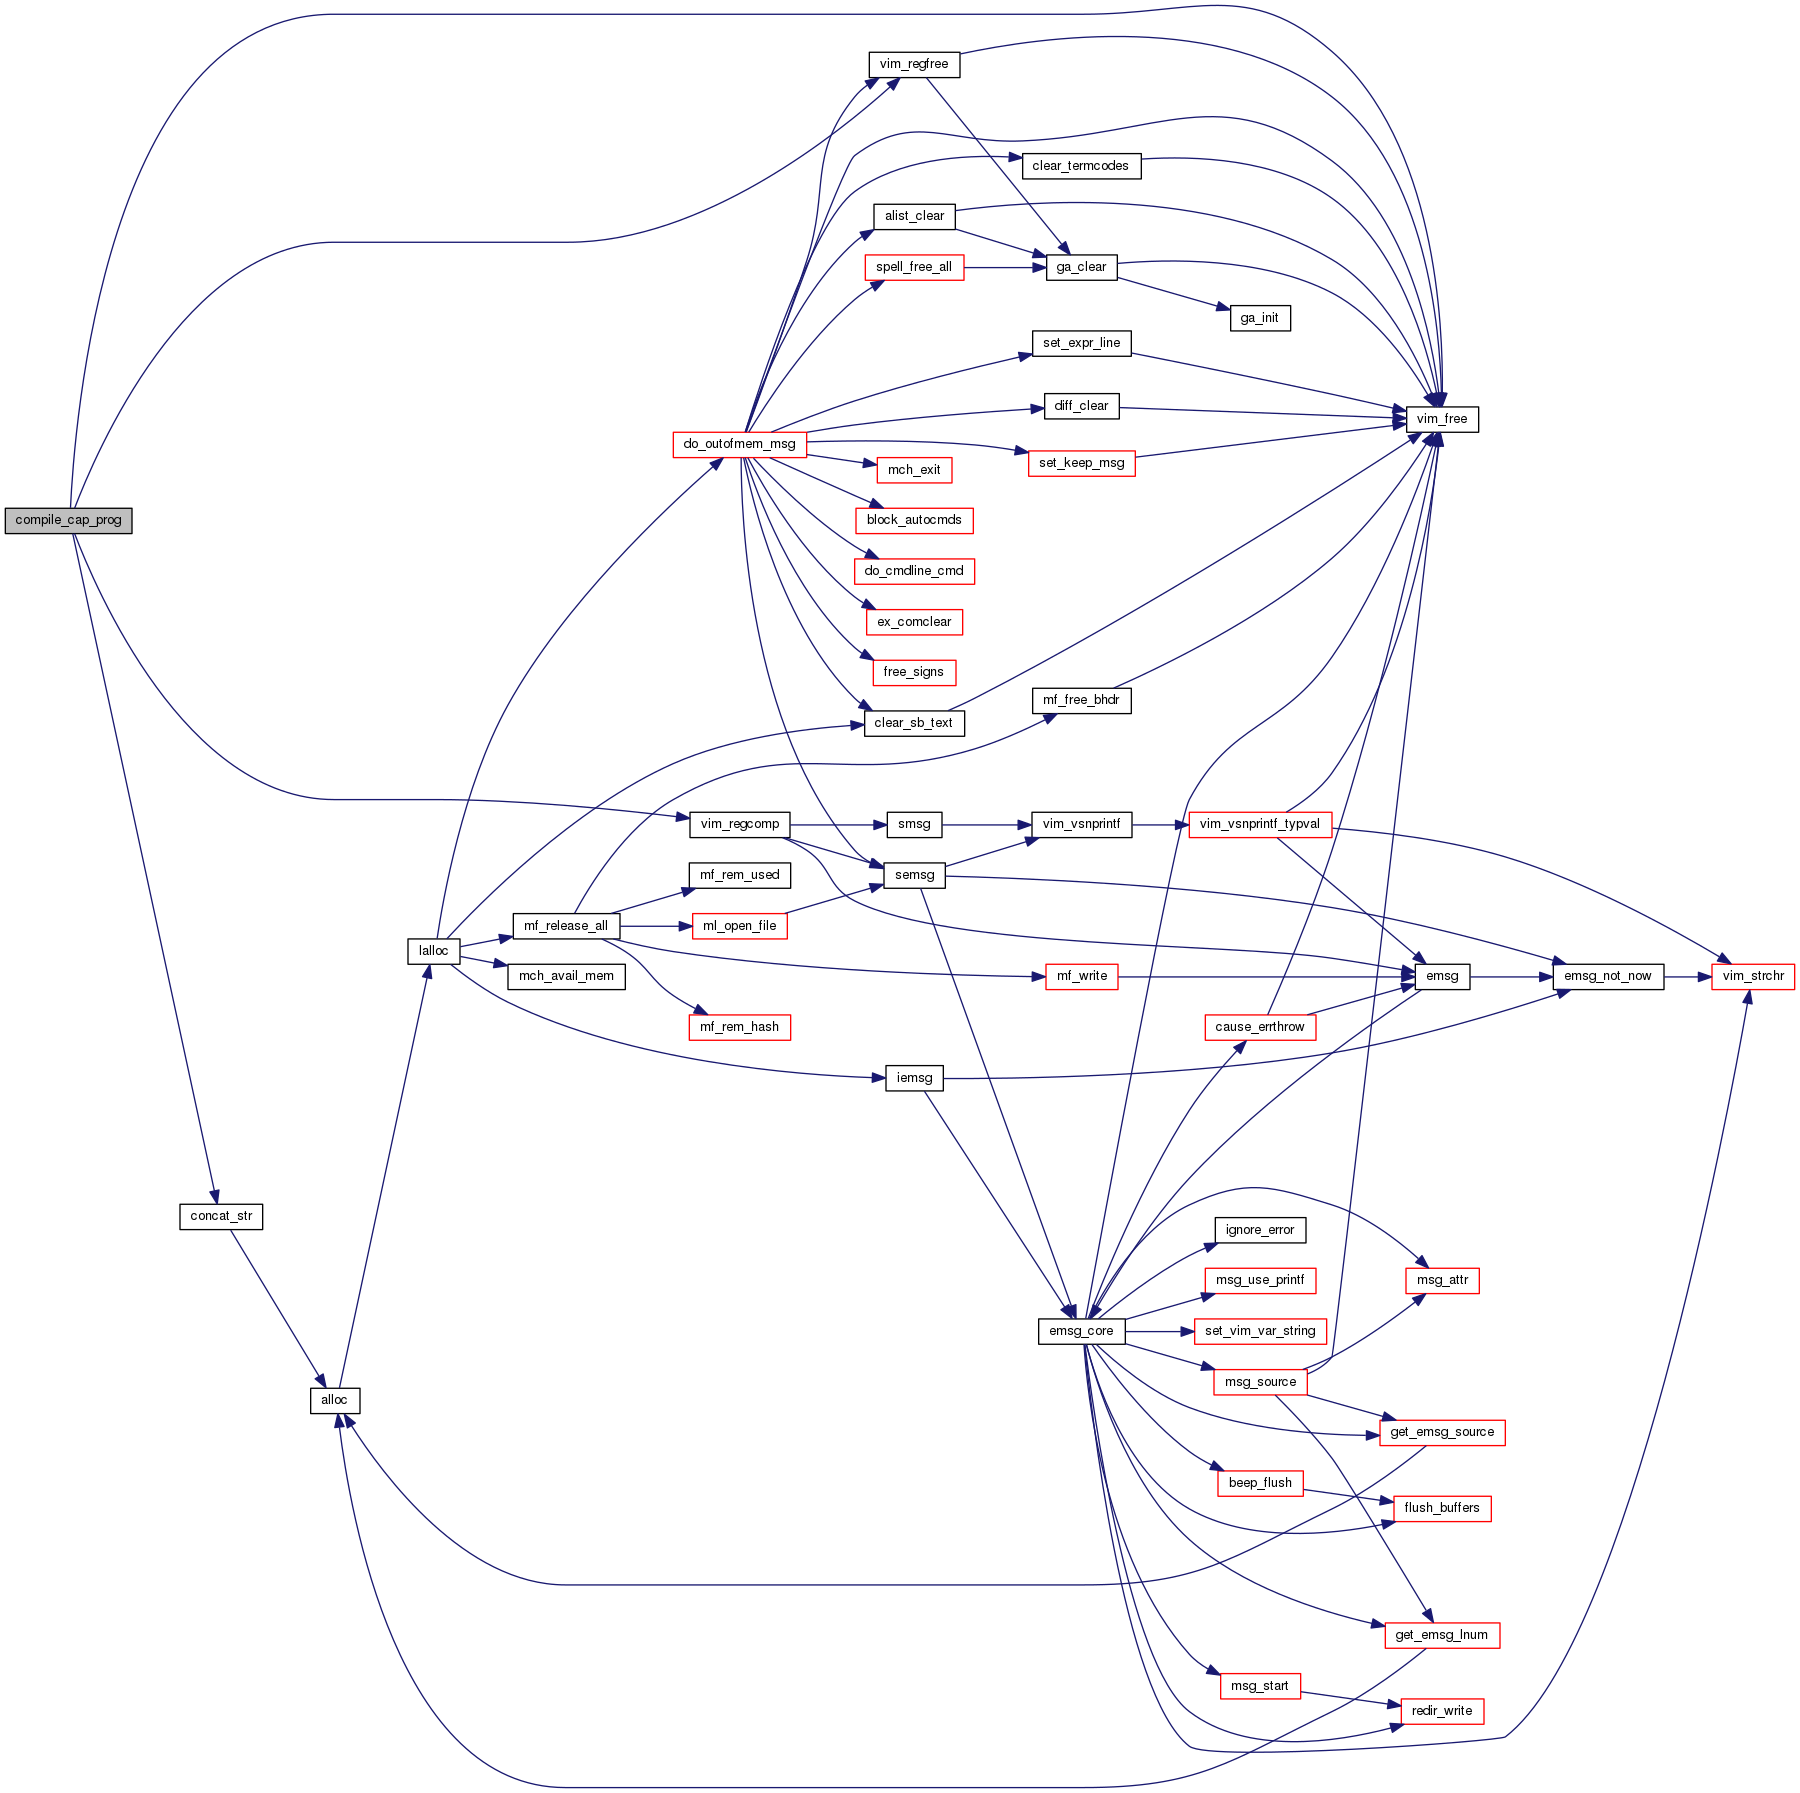 vim_regfree
clear_termcodes
alist_clear
spell_free_all
ga_clear
ga_init
set_expr_line
diff_clear
vim_free
do_outofmem_msg
set_keep_msg
mch_exit
compile_cap_prog
block_autocmds
do_cmdline_cmd
ex_comclear
free_signs
mf_free_bhdr
clear_sb_text
vim_regcomp
smsg
vim_vsnprintf
vim_vsnprintf_typval
mf_rem_used
semsg
mf_release_all
ml_open_file
lalloc
mch_avail_mem
mf_write
emsg
emsg_not_now
vim_strchr
mf_rem_hash
cause_errthrow
iemsg
concat_str
ignore_error
msg_use_printf
msg_attr
emsg_core
set_vim_var_string
msg_source
alloc
get_emsg_source
beep_flush
flush_buffers
get_emsg_lnum
msg_start
redir_write